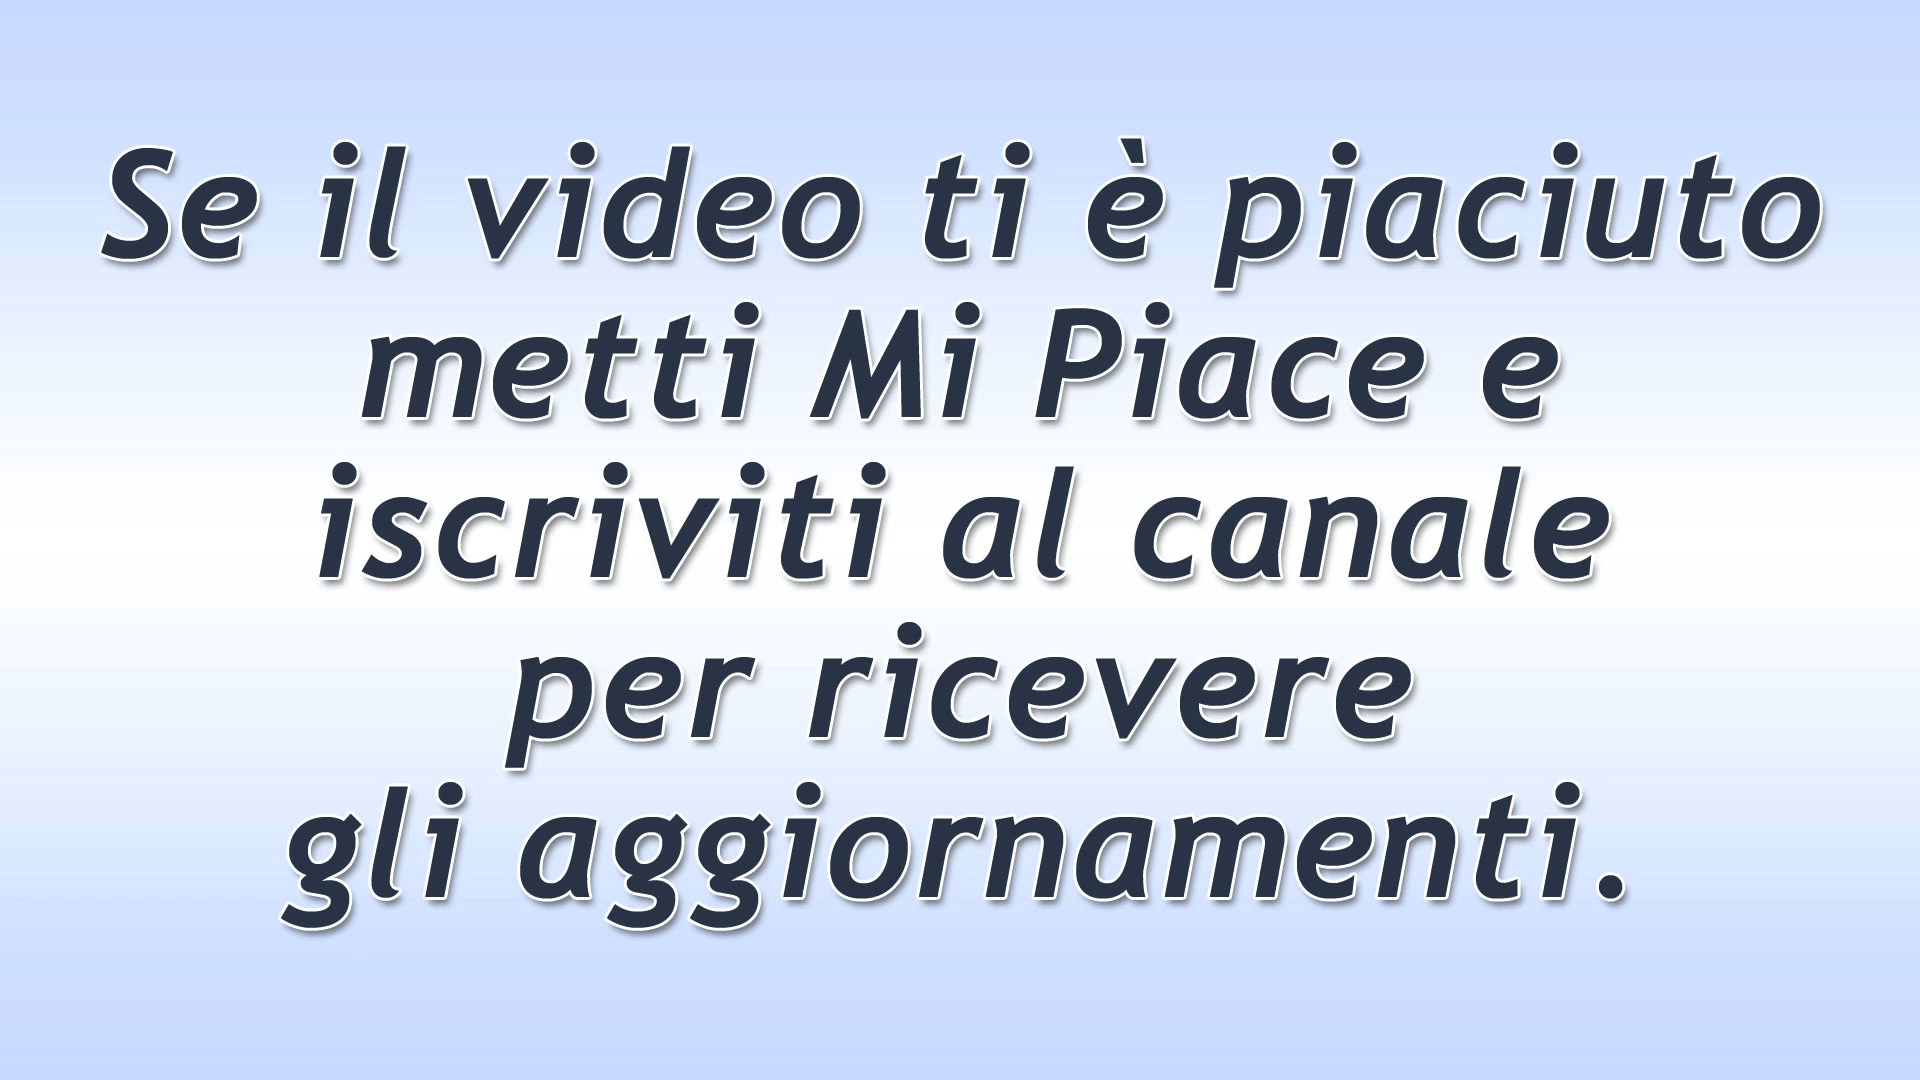 Se il video ti è piaciuto
metti Mi Piace e
iscriviti al canale
per ricevere
gli aggiornamenti.